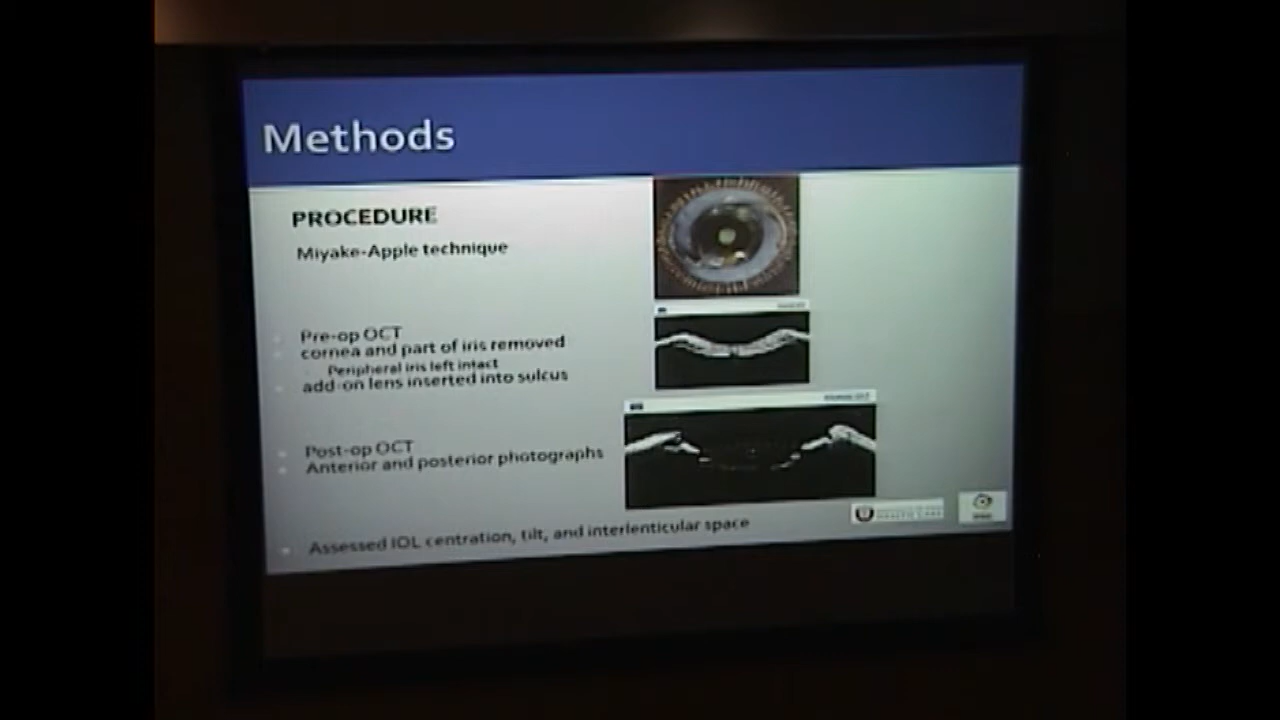 Methods
PROCEDURE
Miyake-Apple technique
Pre-op OCT
cornea and part of iris removed
Peripheral iris left intact
add-on lens inserted into sulcus
Post-op OCT
Anterior and posterior photographs
Assessed IOL centration, tilt, and interlenticular space
HEALTH CARE